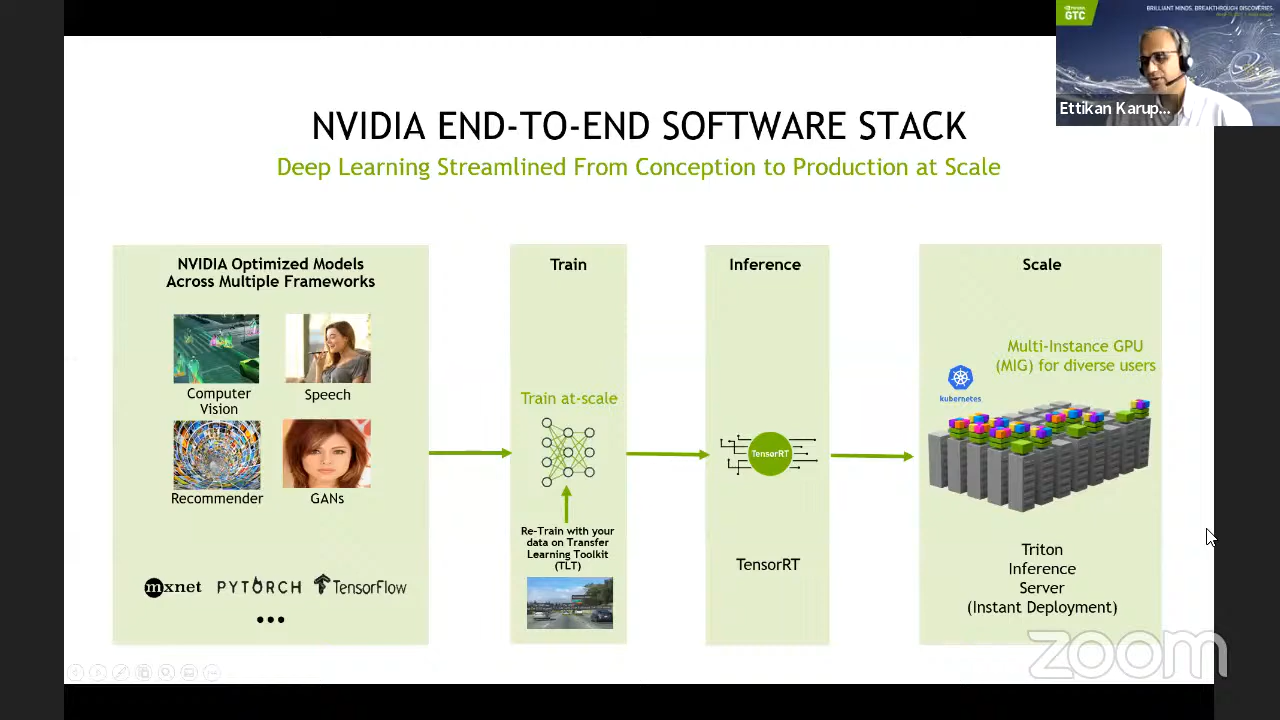 NVIDIA
GTC
BRILLIANT MINDS. BREAKTHROUGH DISCOVERIES.
Ettikan Karup...
NVIDIA END-TO-END SOFTWARE STACK
Deep Learning Streamlined From Conception to Production at Scale
NVIDIA Optimized Models
Across Multiple Frameworks
Computer
Vision
Speech
Recommender
GANs
mxnet
PYTORCH
TensorFlow
•••
Train
Train at-scale
Re-Train with your
data on Transfer
Learning Toolkit
(TLT)
Inference
TensorRT
TensorRT
Scale
Multi-Instance GPU
(MIG) for diverse users
kubernetes
Triton
Inference
Server
(Instant Deployment)
zoom